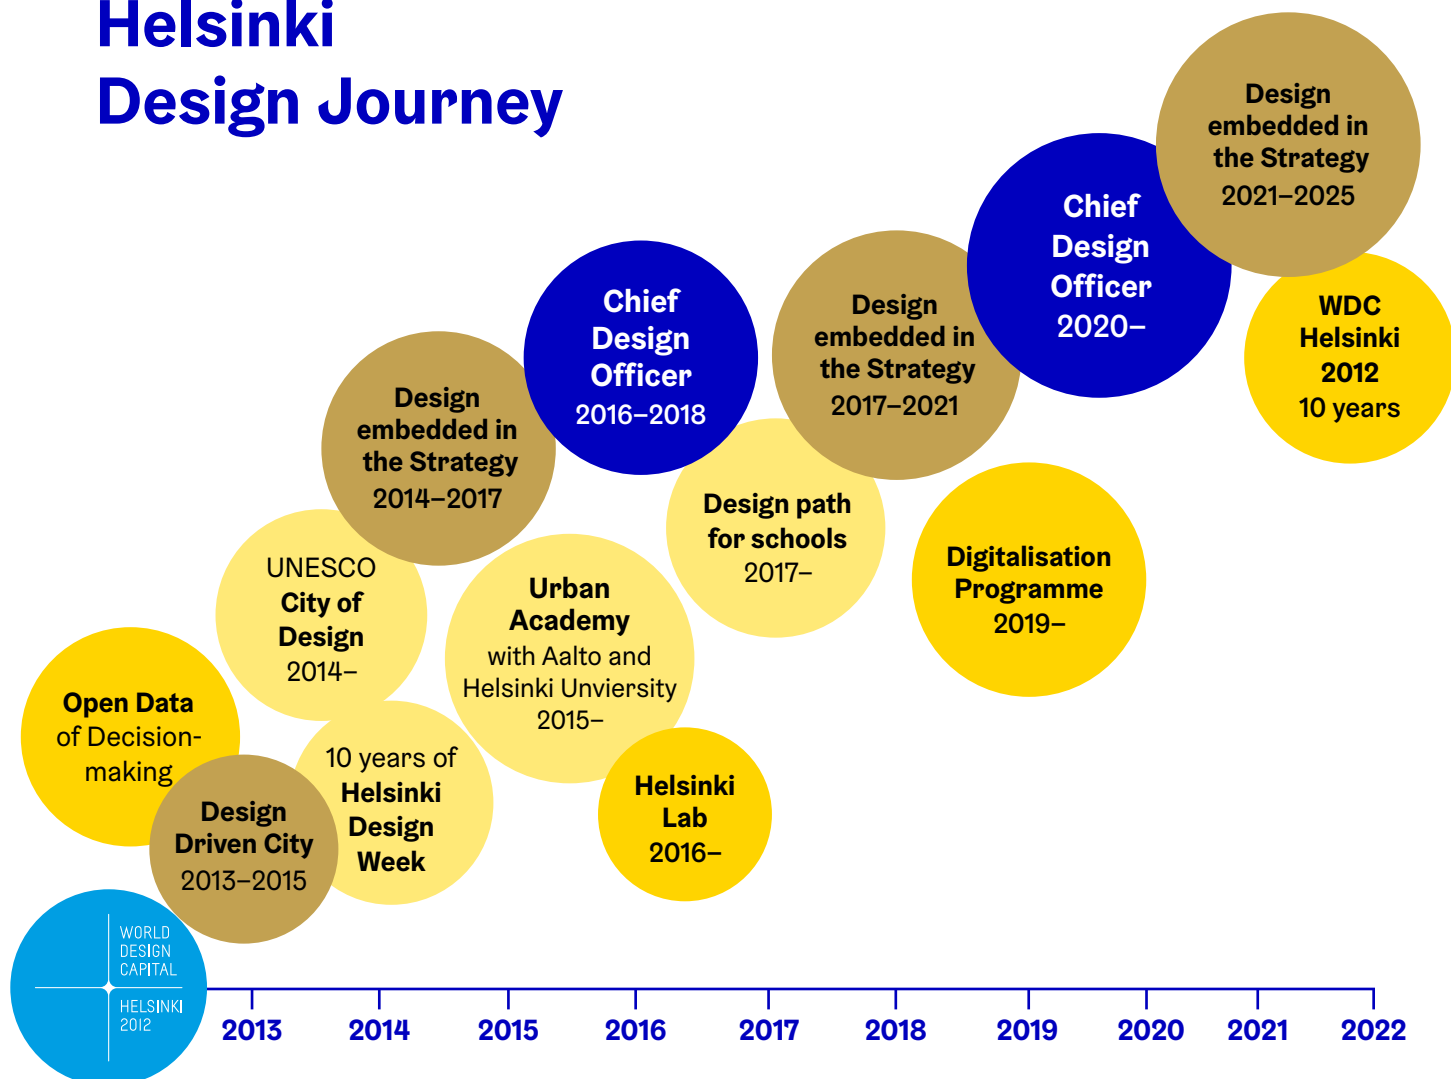 Helsinki
Design Journey
Design
embedded in
the Strategy
2021–2025
Chief
Design
Officer
2020–
WDC
Helsinki
2012
10 years
Design
embedded in
the Strategy
2017–2021
Chief
Design
Officer
2016–2018
Design
embedded in
the Strategy
2014–2017
Design path
for schools
2017–
Digitalisation
Programme
2019–
UNESCO
City of
Design
2014–
Urban
Academy
with Aalto and
Helsinki Unviersity
2015–
Open Data
of Decision-
making
10 years of
Helsinki
Design
Week
Helsinki
Lab
2016–
Design
Driven City
2013–2015
WORLD
DESIGN
CAPITAL
HELSINKI
2012
2013 2014 2015 2016 2017 2018 2019 2020 2021 2022